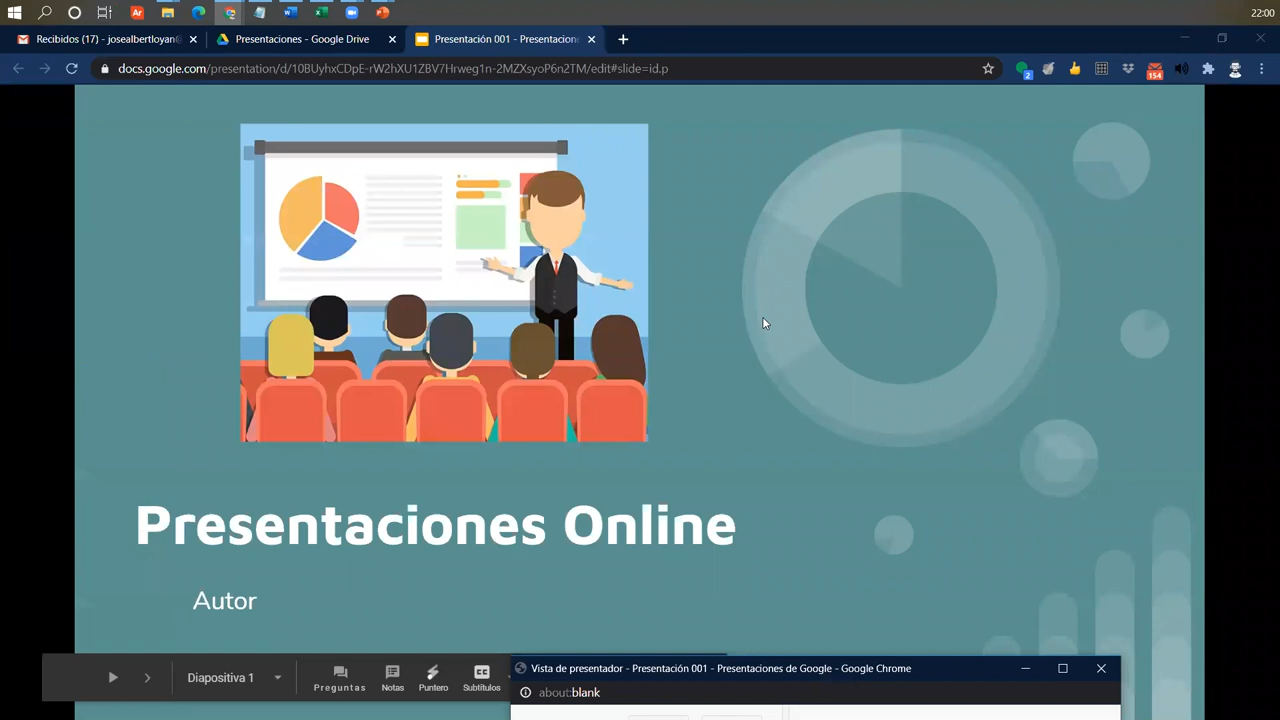 22:00
Recibidos (17) - josealbertloyan@
Presentaciones - Google Drive
Presentación 001 - Presentacione
docs.google.com/presentation/d/10BUyhxCDpE-rW2hXU1ZBV7Hrweg1n-2MZXsyoP6n2TM/edit#slide=id.p
2
154
Presentaciones Online
Autor
Diapositiva 1
Preguntas
Notas
Puntero
Subtítulos
Vista de presentador - Presentación 001 - Presentaciones de Google - Google Chrome
about:blank